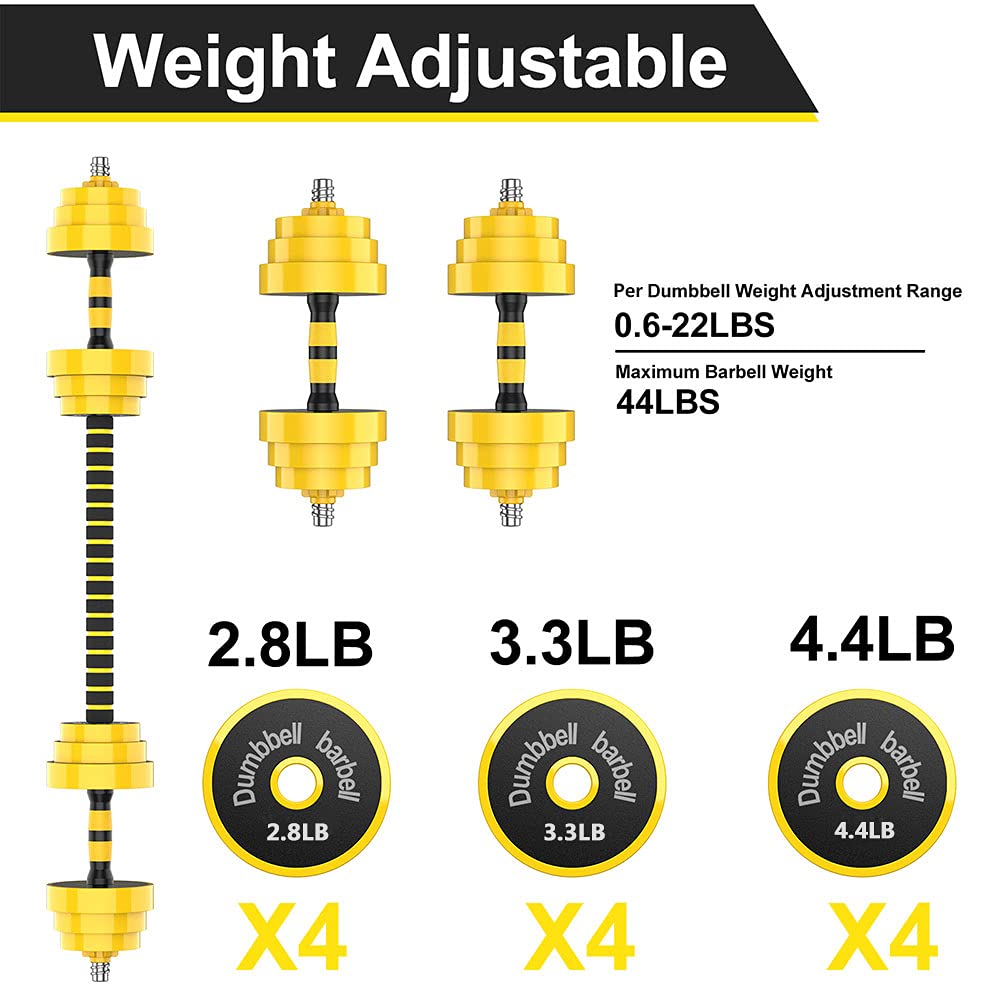 Weight Adjustable
Per Dumbbell Weight Adjustment Range
0.6-22LBS
Maximum Barbell Weight
44LBS
2.8LB
3.3LB
4.4LB
Dumbbell barbell
2.8LB
Dumbbell barbell
3.3LB
Dumbbell barbell
4.4LB
X4
X4
X4